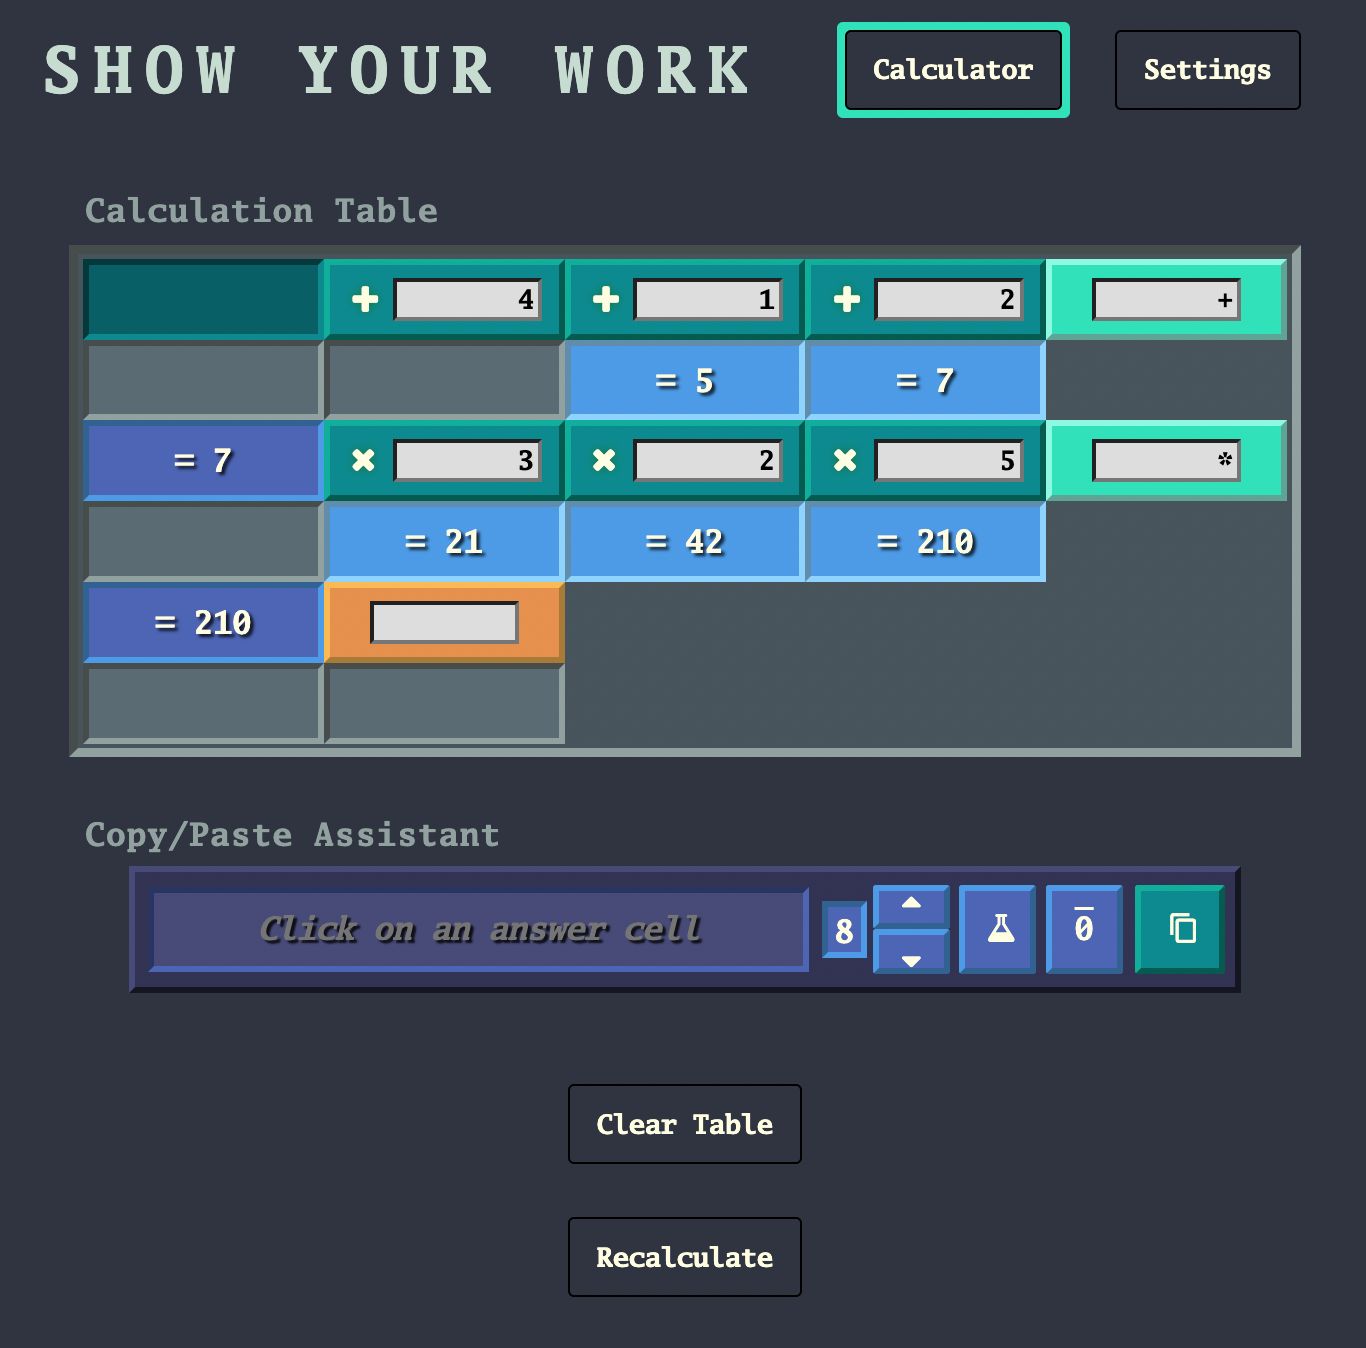 SHOW YOUR WORK Calculator Settings
Calculation Table
+ 4 + 1 + 2 +
= 5 = 7
= 7 × 3 × 2 × 5 *
= 21 = 42 = 210
= 210
Copy/Paste Assistant
Click on an answer cell 8 0
Clear Table
Recalculate